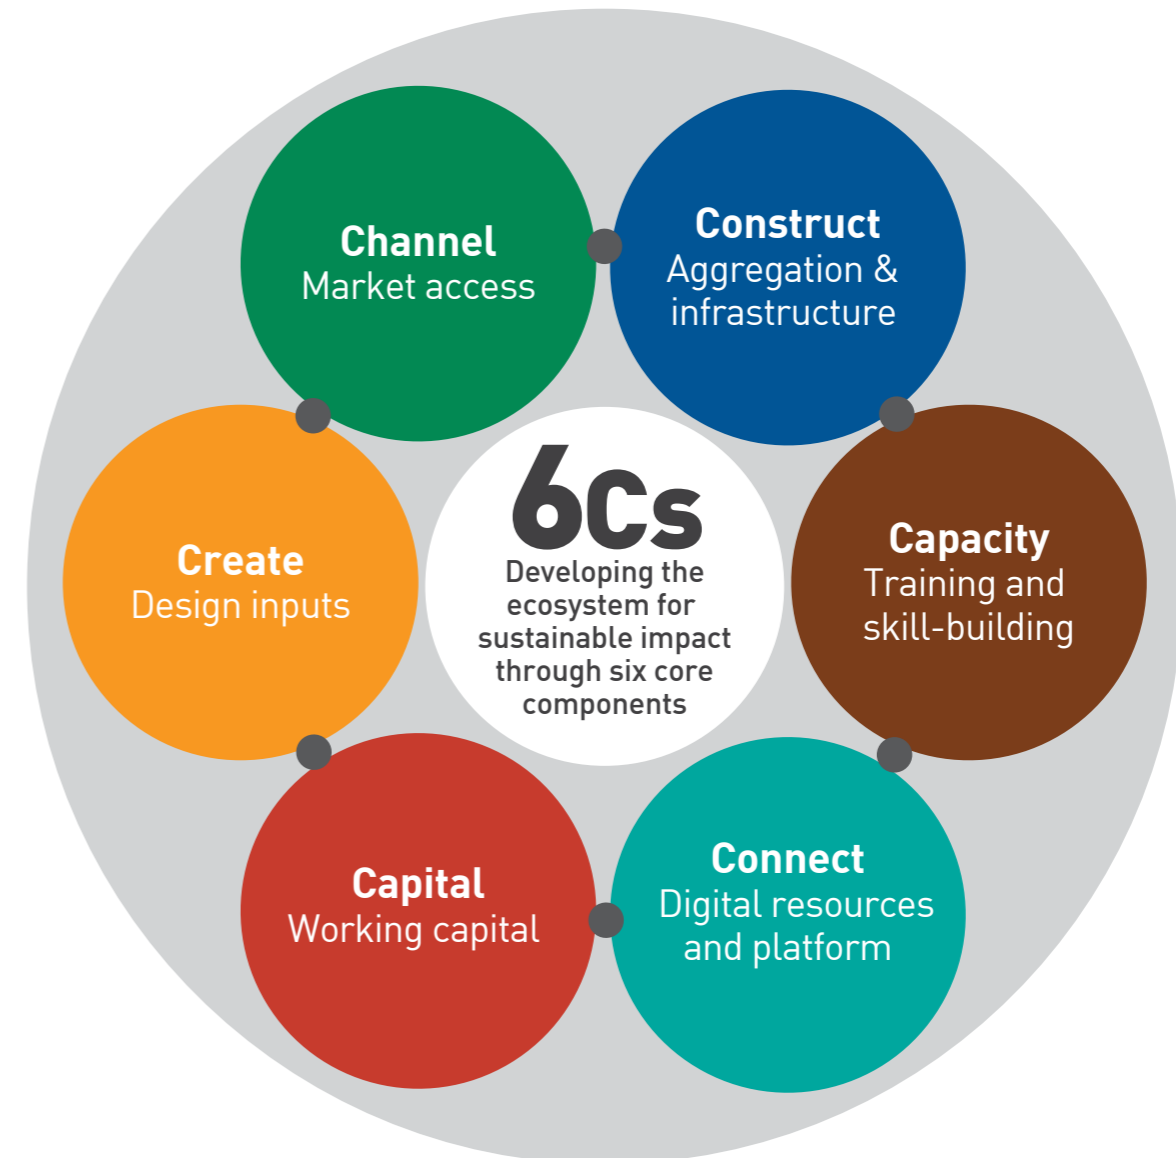 Channel
Market access
Construct
Aggregation &
infrastructure
Create
Design inputs
6Cs
Developing the
ecosystem for
sustainable impact
through six core
components
Capacity
Training and
skill-building
Capital
Working capital
Connect
Digital resources
and platform